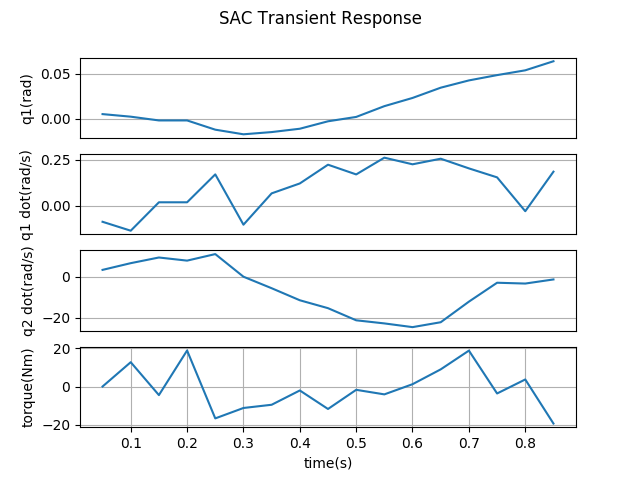 SAC Transient Response
q1(rad)
0.05
0.00
q1 dot(rad/s)
0.25
0.00
q2 dot(rad/s)
0
−20
torque(Nm)
20
0
−20
0.1 0.2 0.3 0.4 0.5 0.6 0.7 0.8
time(s)